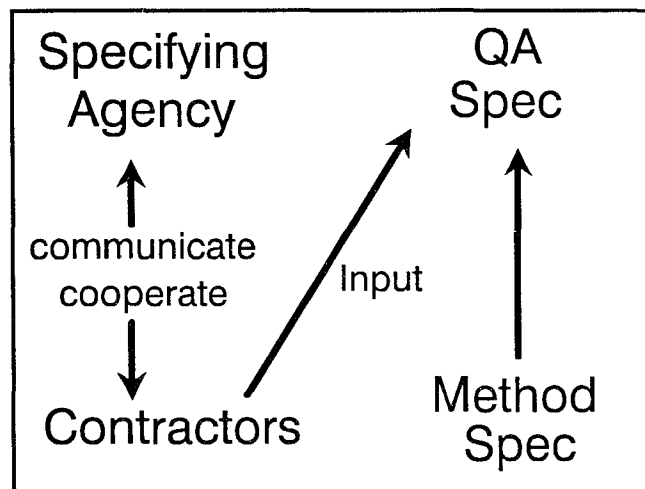 Specifying
Agency
QA
Spec
communicate
cooperate
Input
Contractors
Method
Spec